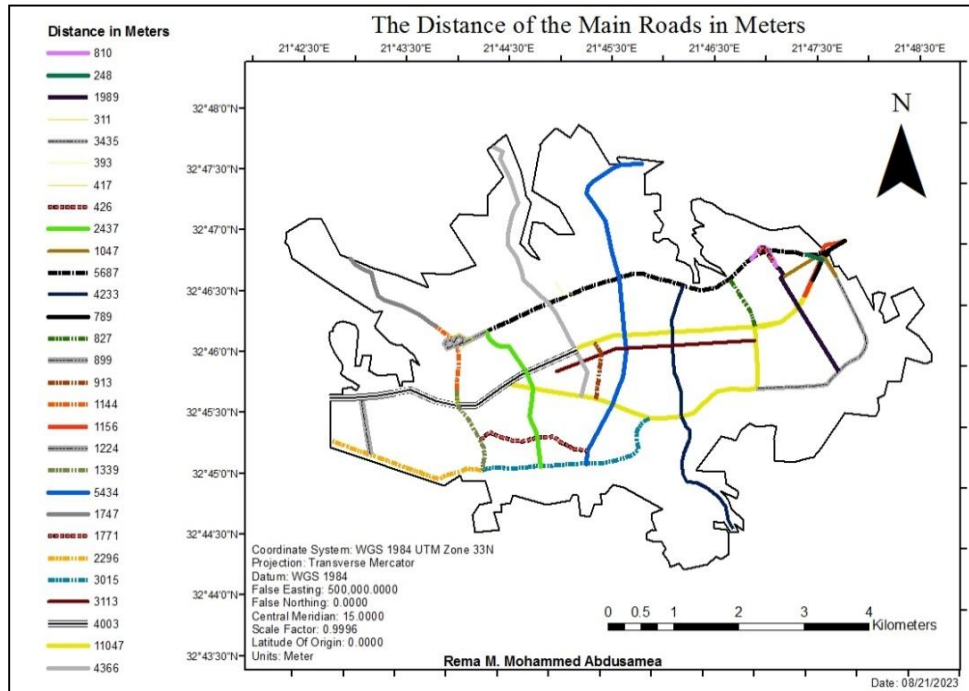 The Distance of the Main Roads in Meters
Distance in Meters
810
248
1989
311
3435
393
417
426
2437
1047
5687
4233
789
827
899
913
1144
1156
1224
1339
5434
1747
1771
2296
3015
3113
4003
11047
4366
21°42'30"E 21°43'30"E 21°44'30"E 21°45'30"E 21°46'30"E 21°47'30"E 21°48'30"E
32°48'0"N
32°47'30"N
32°47'0"N
32°46'30"N
32°46'0"N
32°45'30"N
32°45'0"N
32°44'30"N
32°44'0"N
32°43'30"N
N
Coordinate System: WGS 1984 UTM Zone 33N
Projection: Transverse Mercator
Datum: WGS 1984
False Easting: 500,000.0000
False Northing: 0.0000
Central Meridian: 15.0000
Scale Factor: 0.9996
Latitude Of Origin: 0.0000
Units: Meter
0 0.5 1 2 3 4
Kilometers
Rema M. Mohammed Abdusamea
Date: 08/21/2023